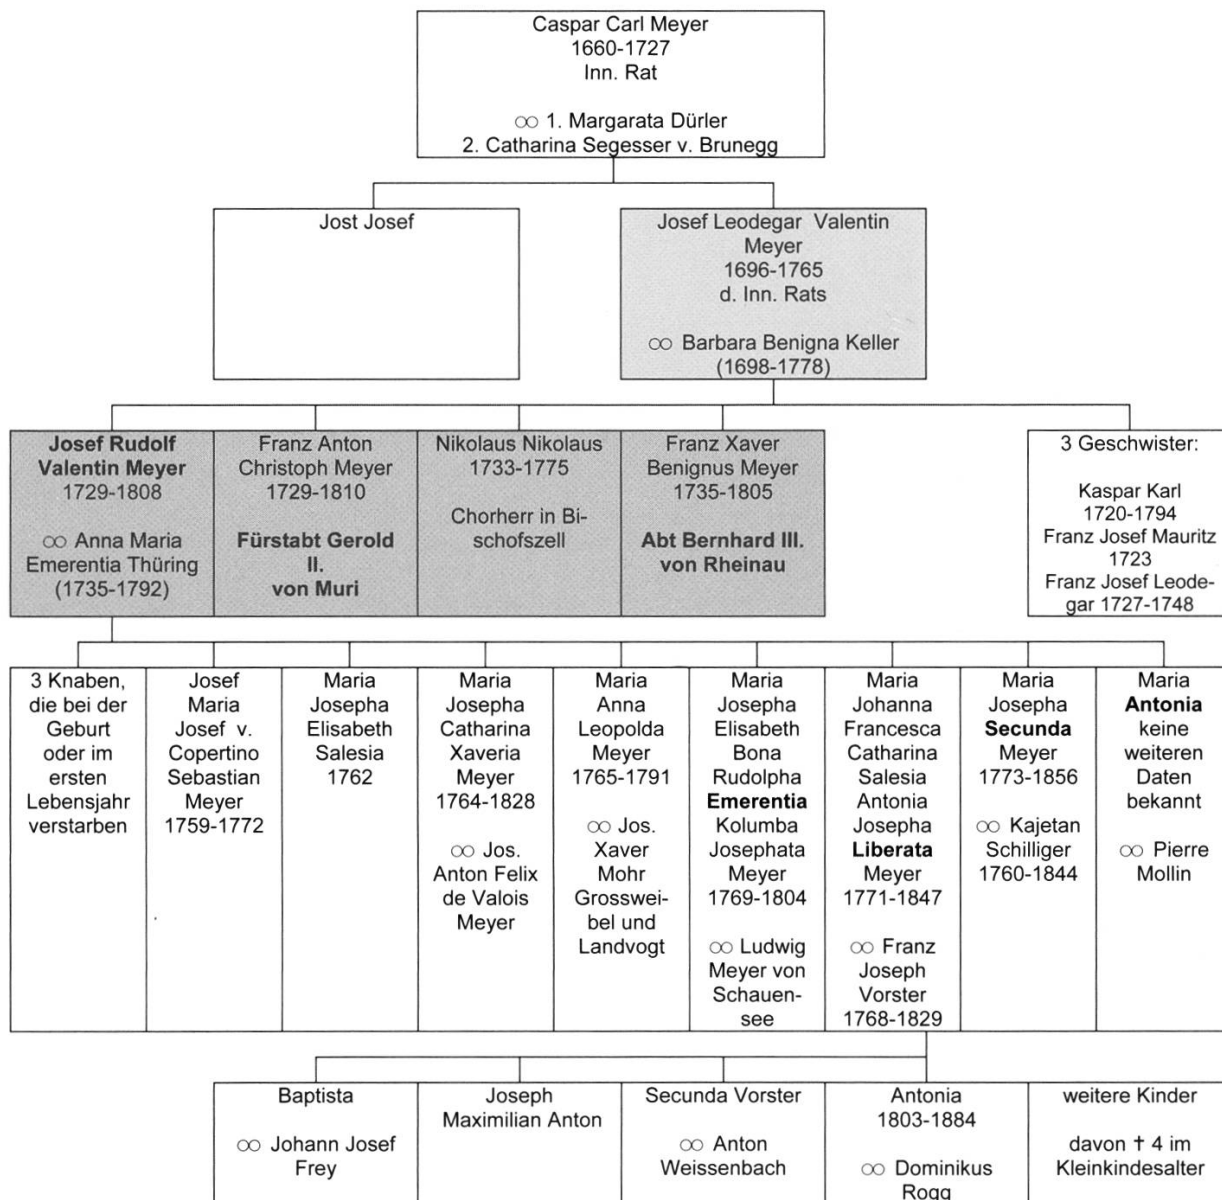 Caspar Carl Meyer
1660-1727
Inn. Rat
∞ 1. Margarata Dürler
2. Catharina Segesser v. Brunegg
Jost Josef
Josef Leodegar Valentin
Meyer
1696-1765
d. Inn. Rats
∞ Barbara Benigna Keller
(1698-1778)
Josef Rudolf
Valentin Meyer
1729-1808
∞ Anna Maria
Emerentia Thüring
(1735-1792)
Franz Anton
Christoph Meyer
1729-1810
Fürstabt Gerold
II.
von Muri
Nikolaus Nikolaus
1733-1775
Chorherr in Bi-
schofszell
Franz Xaver
Benignus Meyer
1735-1805
Abt Bernhard III.
von Rheinau
3 Geschwister:
Kaspar Karl
1720-1794
Franz Josef Mauritz
1723
Franz Josef Leode-
gar 1727-1748
3 Knaben,
die bei der
Geburt
oder im
ersten
Lebensjahr
verstarben
Josef
Maria
Josef v.
Copertino
Sebastian
Meyer
1759-1772
Maria
Josepha
Elisabeth
Salesia
1762
Maria
Josepha
Catharina
Xaveria
Meyer
1764-1828
∞ Jos.
Anton Felix
de Valois
Meyer
Maria
Anna
Leopolda
Meyer
1765-1791
∞ Jos.
Xaver
Mohr
Grosswei-
bel und
Landvogt
Maria
Josepha
Elisabeth
Bona
Rudolpha
Emerentia
Kolumba
Josephata
Meyer
1769-1804
∞ Ludwig
Meyer von
Schauen-
see
Maria
Johanna
Francesca
Catharina
Salesia
Antonia
Josepha
Liberata
Meyer
1771-1847
∞ Franz
Joseph
Vorster
1768-1829
Maria
Josepha
Secunda
Meyer
1773-1856
∞ Kajetan
Schilliger
1760-1844
Maria
Antonia
keine
weiteren
Daten
bekannt
∞ Pierre
Mollin
Baptista
∞ Johann Josef
Frey
Joseph
Maximilian Anton
Secunda Vorster
∞ Anton
Weissenbach
Antonia
1803-1884
∞ Dominikus
Rogg
weitere Kinder
davon † 4 im
Kleinkindesalter